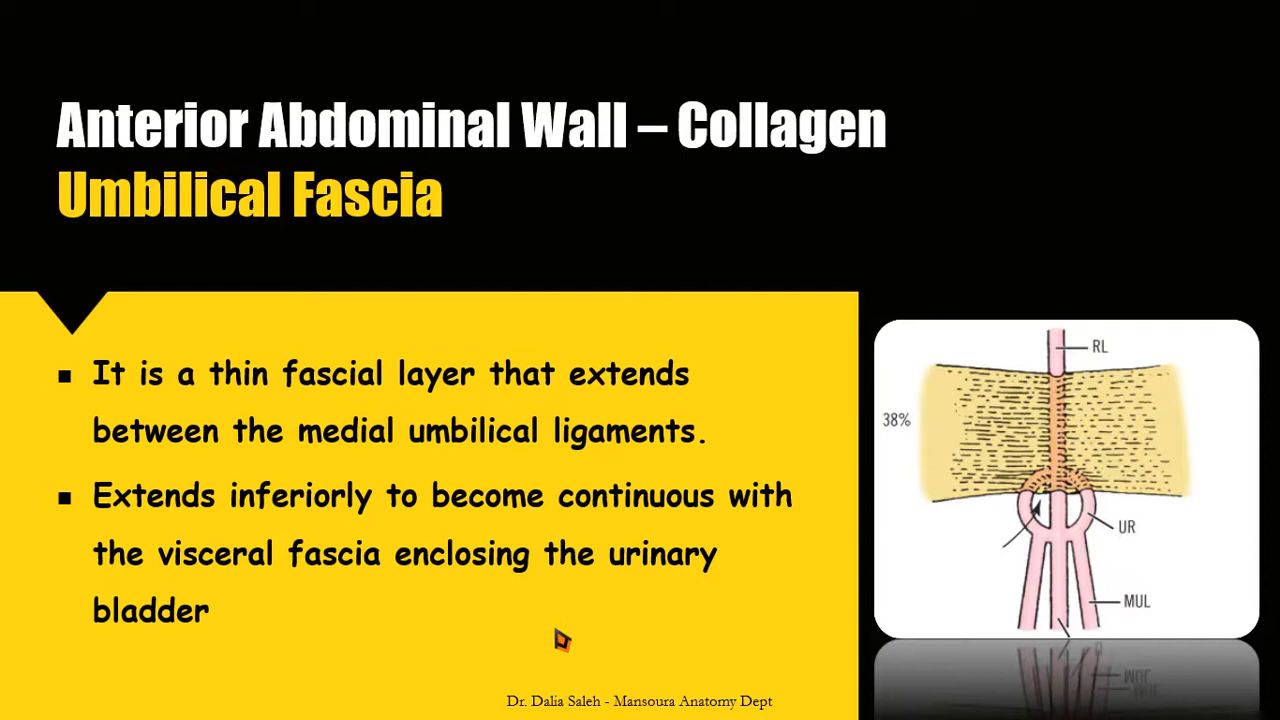 Anterior Abdominal Wall – Collagen
Umbilical Fascia
▪ It is a thin fascial layer that extends
between the medial umbilical ligaments.
▪ Extends inferiorly to become continuous with
the visceral fascia enclosing the urinary
bladder
RL
38%
UR
MUL
Dr. Dalia Saleh - Mansoura Anatomy Dept